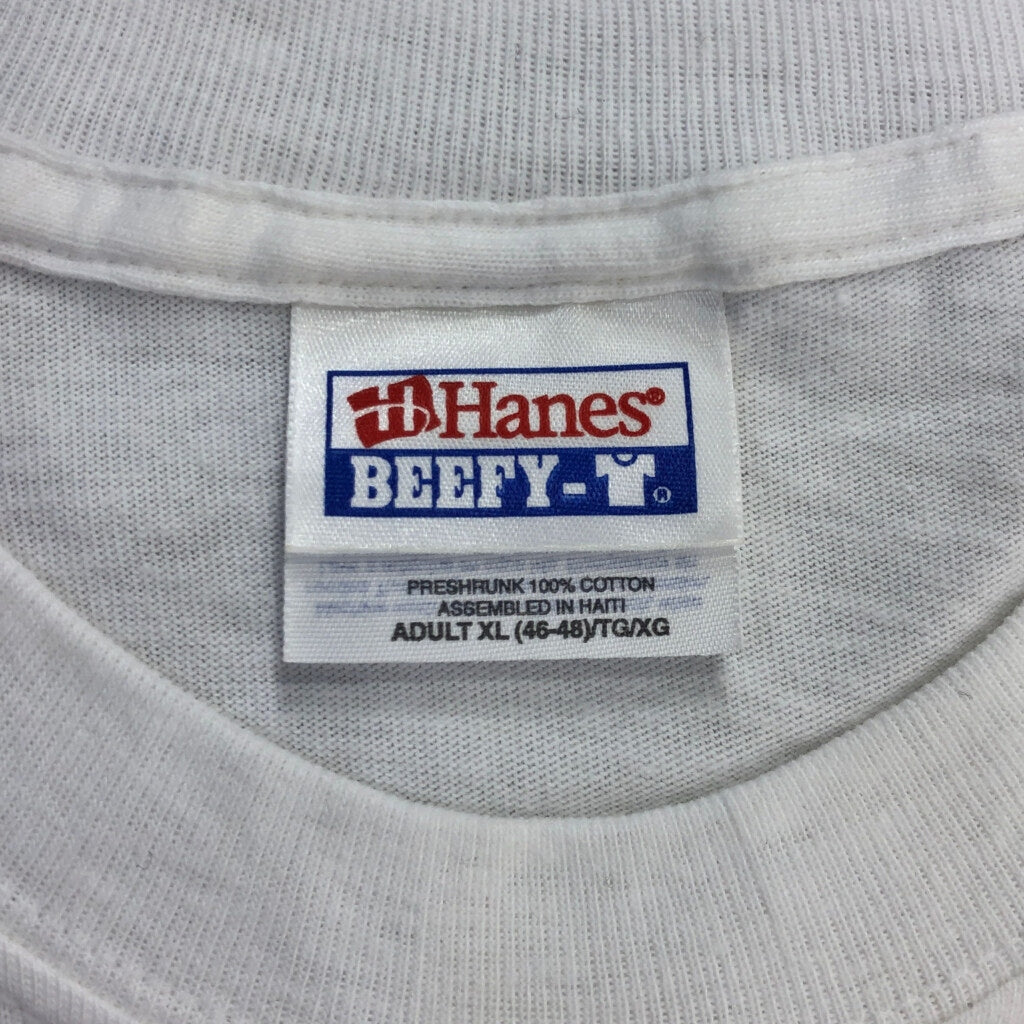 Hanes®
BEEFY-T®
PRESHRUNK 100% COTTON
ASSEMBLED IN HAITI
ADULT XL (46-48)/TG/XG